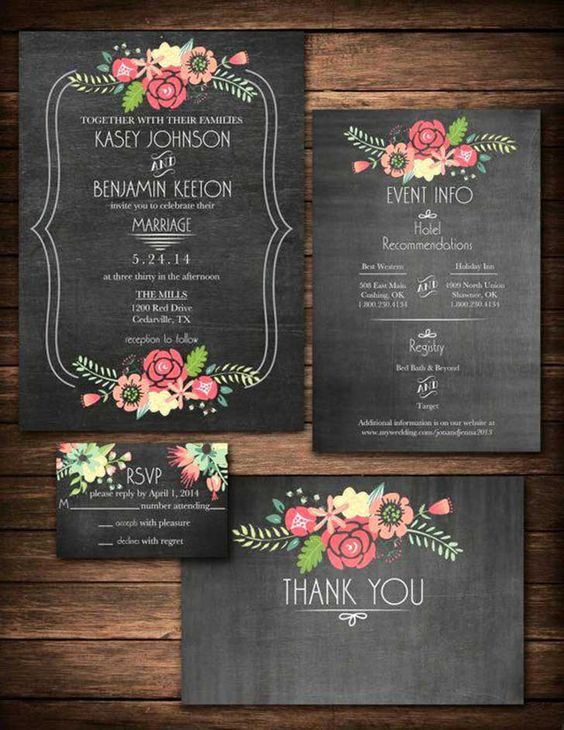 TOGETHER WITH THEIR FAMILIES
KASEY JOHNSON
AND
BENJAMIN KEETON
invite you to celebrate their
MARRIAGE
5.24.14
at three thirty in the afternoon
THE MILLS
1200 Red Drive
Cedarville, TX
reception to follow
EVENT INFO
Hotel
Recommendations
Best Western
508 East Main
Cushing, OK
1.800.230.4134
AND
Holiday Inn
4909 North Union
Shawner, OK
1.800.230.4134
Registry
Bed Bath & Beyond
AND
Target
Additional information is on our website at
www.mywedding.com/jonandjenna2013
RSVP
please reply by April 1, 2014
M number attending
accepts with pleasure
declines with regret
THANK YOU